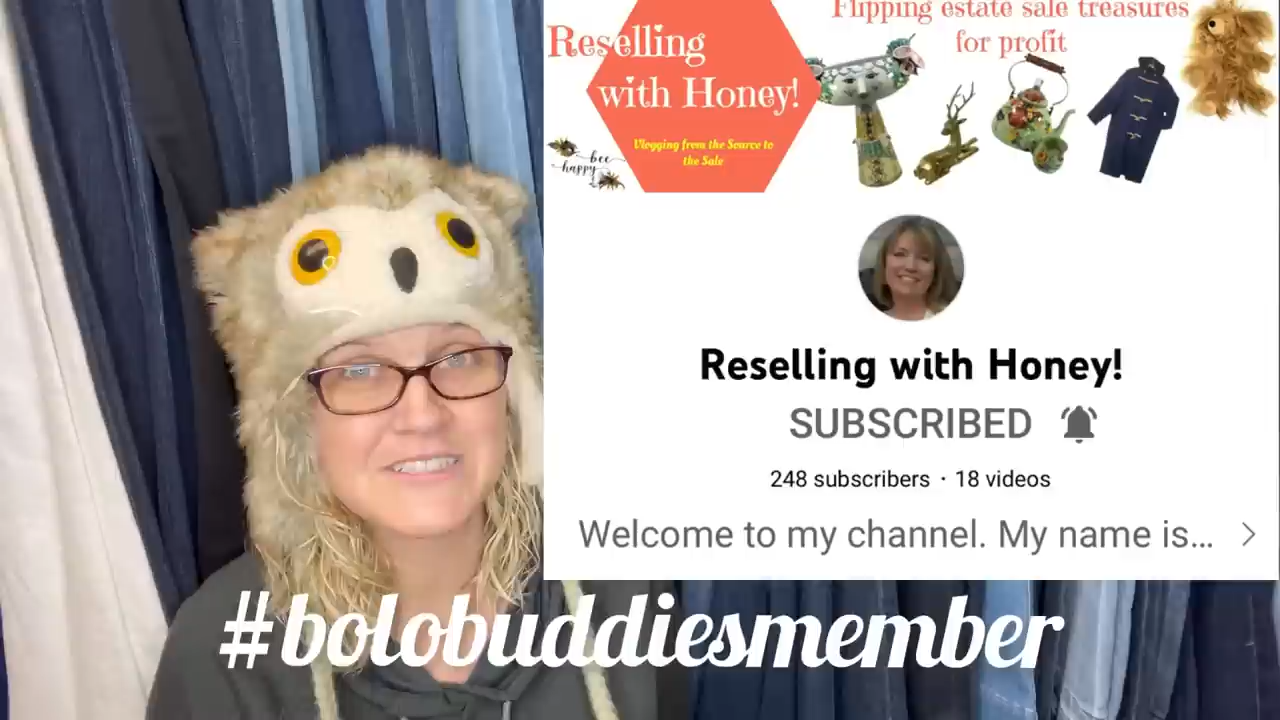 Reselling
with Honey!
Vlogging from the Source to
the Sale
bee
happy
Flipping estate sale treasures
for profit
Reselling with Honey!
SUBSCRIBED
248 subscribers · 18 videos
Welcome to my channel. My name is...
#bolobuddiesmember